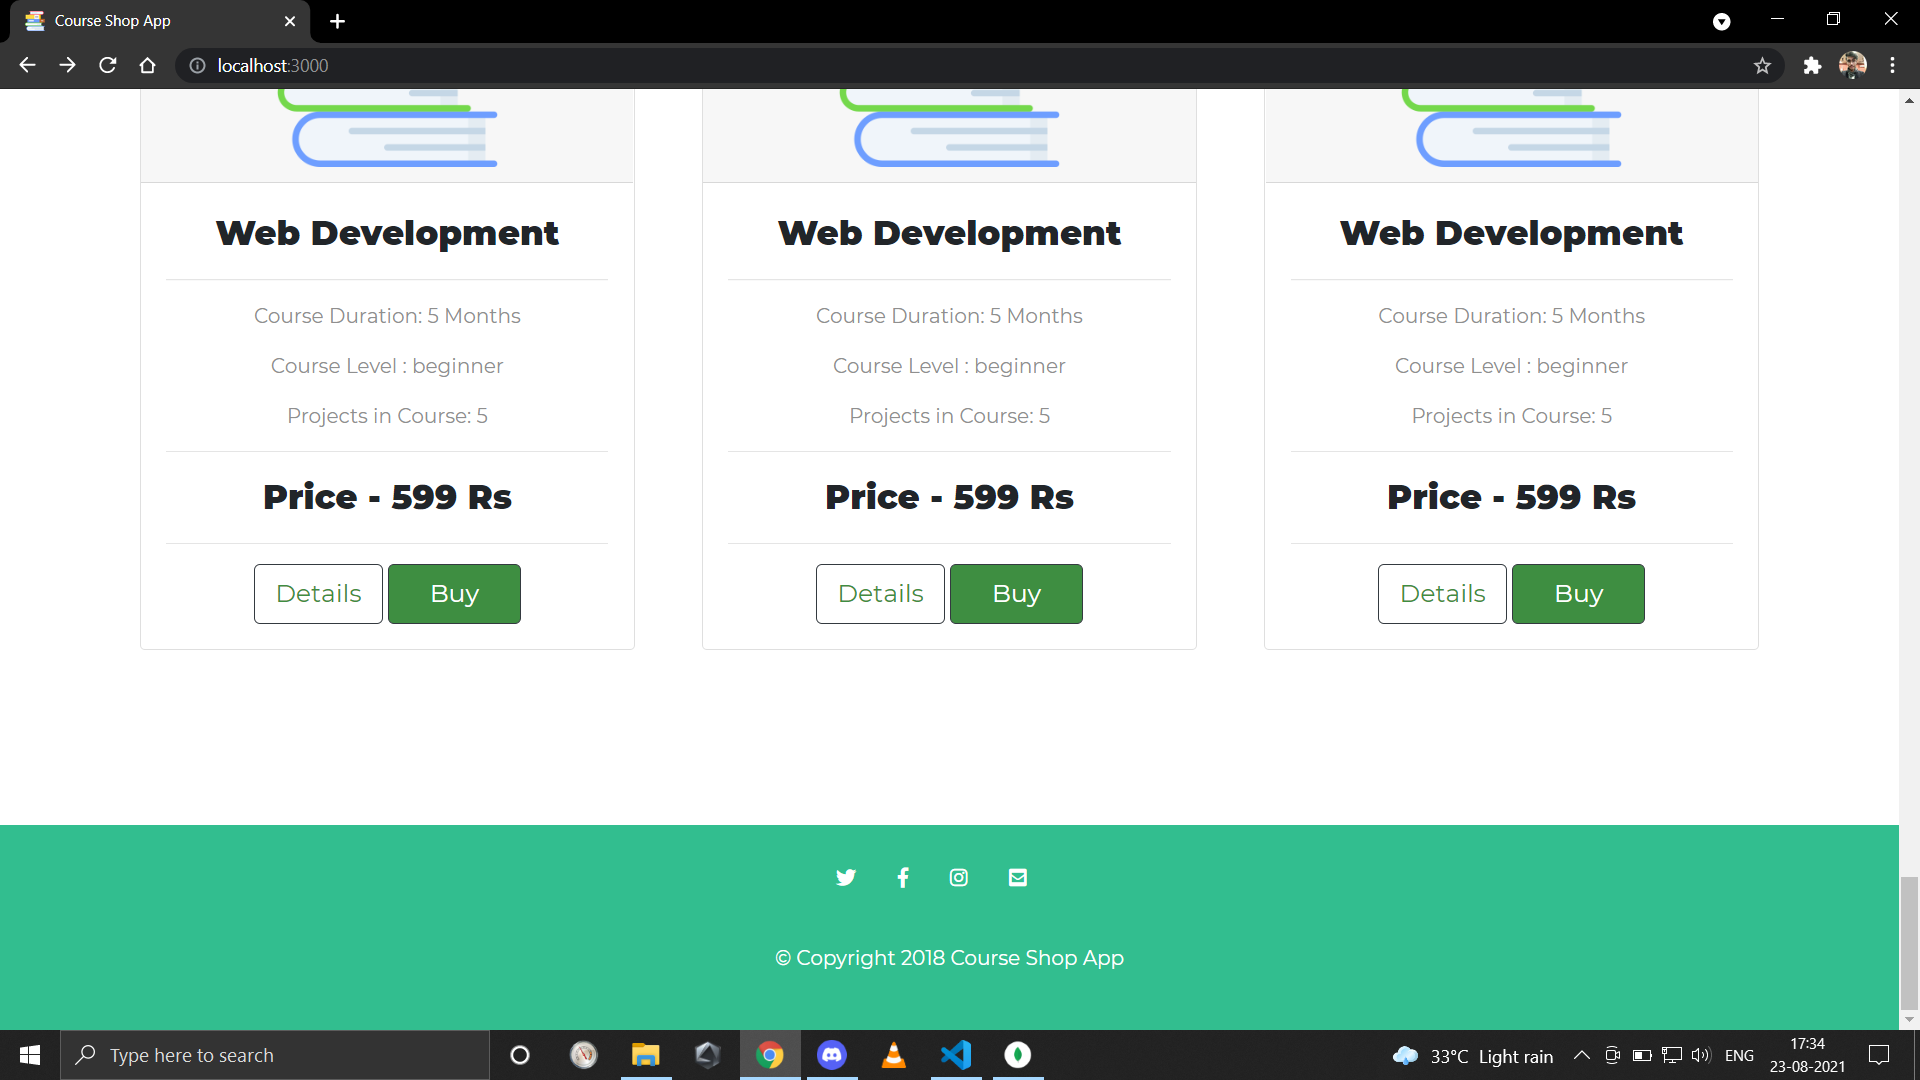 Course Shop App
localhost:3000
Web Development
Course Duration: 5 Months
Course Level : beginner
Projects in Course: 5
Price - 599 Rs
Details
Buy
Web Development
Course Duration: 5 Months
Course Level : beginner
Projects in Course: 5
Price - 599 Rs
Details
Buy
Web Development
Course Duration: 5 Months
Course Level : beginner
Projects in Course: 5
Price - 599 Rs
Details
Buy
© Copyright 2018 Course Shop App
Type here to search
33°C Light rain
ENG
17:34
23-08-2021